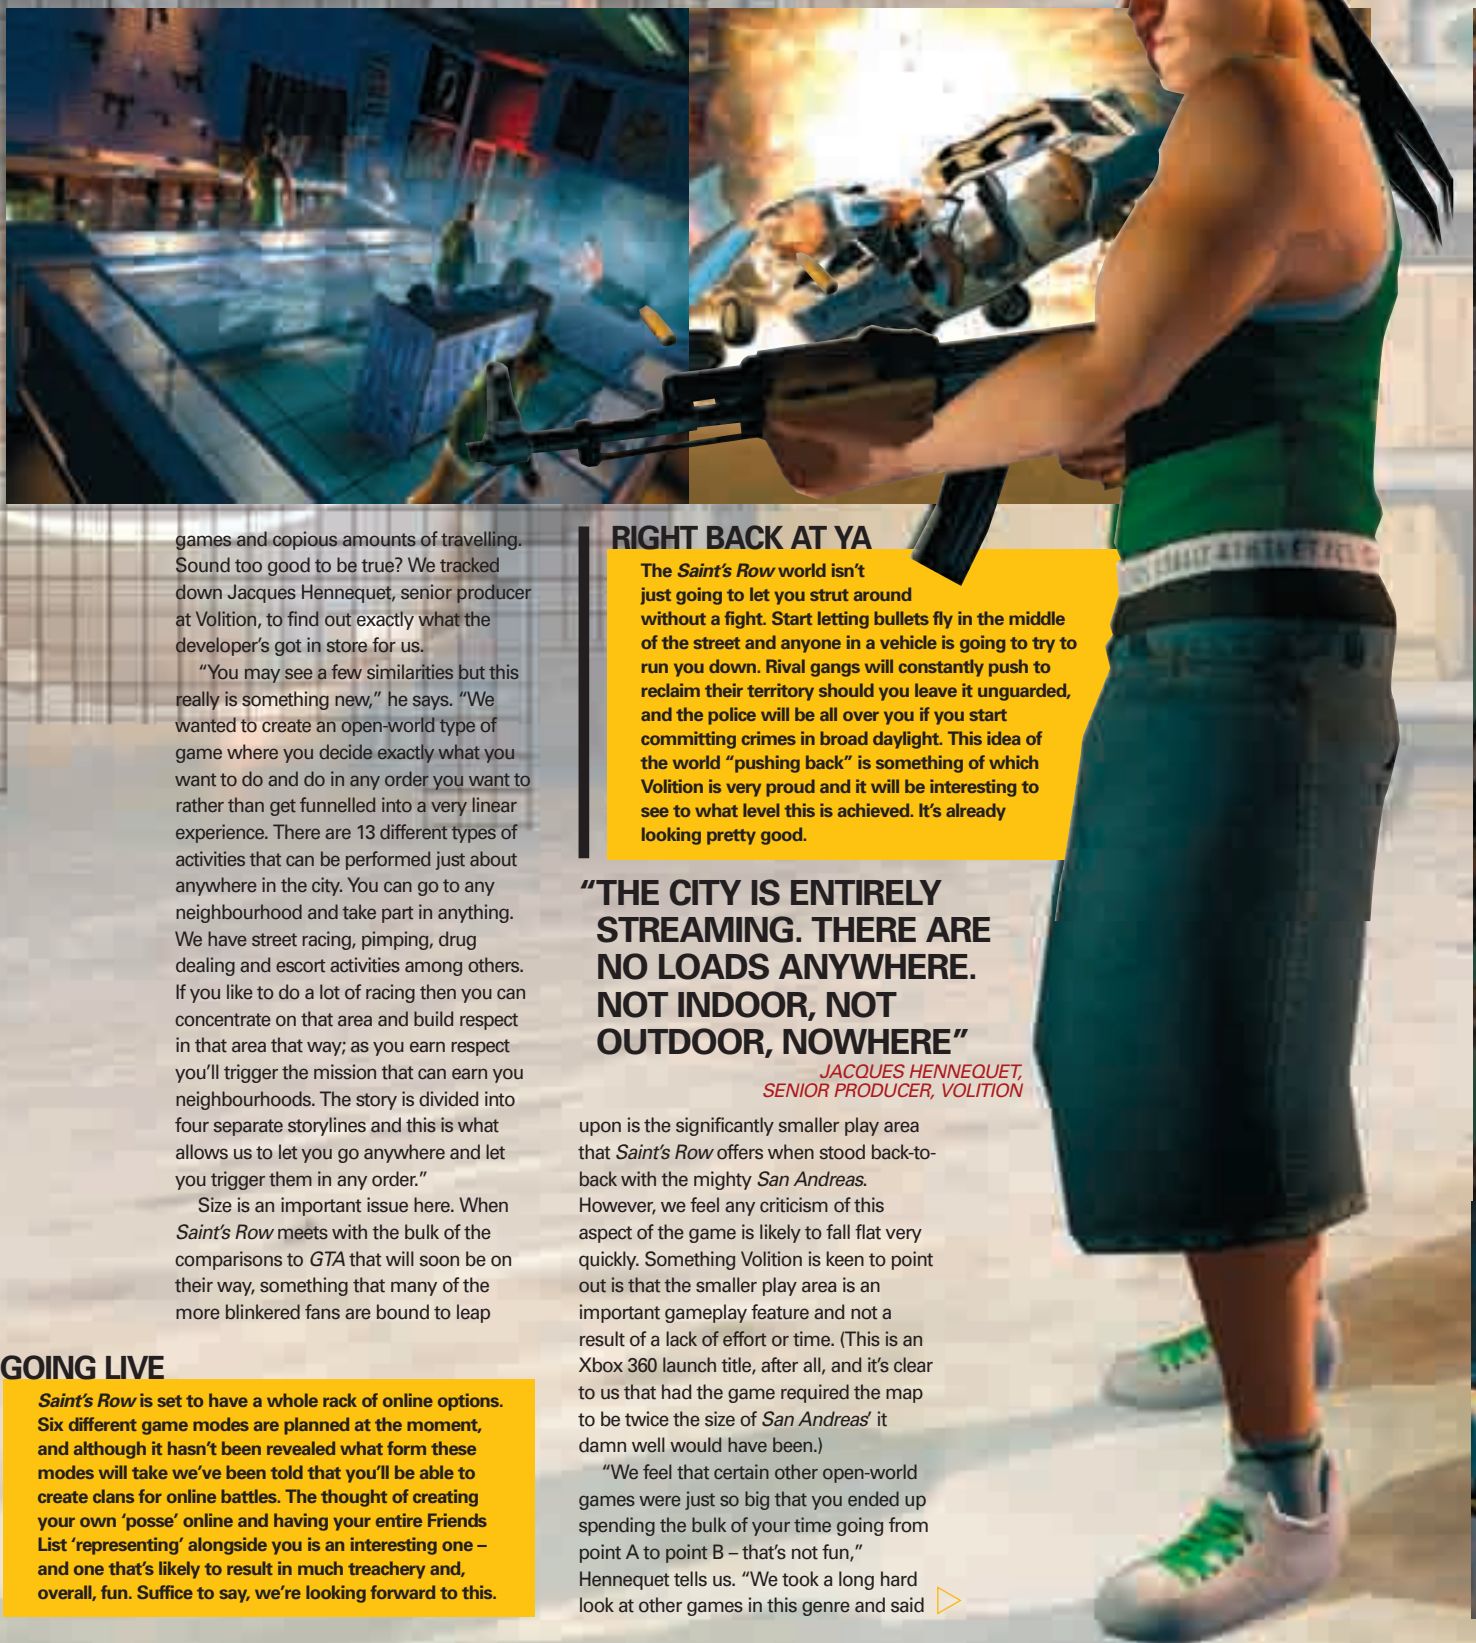 games and copious amounts of travelling.
Sound too good to be true? We tracked
down Jacques Hennequet, senior producer
at Volition, to find out exactly what the
developer's got in store for us.
"You may see a few similarities but this
really is something new," he says. "We
wanted to create an open-world type of
game where you decide exactly what you
want to do and do in any order you want to
rather than get funnelled into a very linear
experience. There are 13 different types of
activities that can be performed just about
anywhere in the city. You can go to any
neighbourhood and take part in anything.
We have street racing, pimping, drug
dealing and escort activities among others.
If you like to do a lot of racing then you can
concentrate on that area and build respect
in that area that way; as you earn respect
you'll trigger the mission that can earn you
neighbourhoods. The story is divided into
four separate storylines and this is what
allows us to let you go anywhere and let
you trigger them in any order."
Size is an important issue here. When
Saint's Row meets with the bulk of the
comparisons to GTA that will soon be on
their way, something that many of the
more blinkered fans are bound to leap
GOING LIVE
Saint's Row is set to have a whole rack of online options.
Six different game modes are planned at the moment,
and although it hasn't been revealed what form these
modes will take we've been told that you'll be able to
create clans for online battles. The thought of creating
your own 'posse' online and having your entire Friends
List 'representing' alongside you is an interesting one –
and one that's likely to result in much treachery and,
overall, fun. Suffice to say, we're looking forward to this.
RIGHT BACK AT YA
The Saint's Row world isn't
just going to let you strut around
without a fight. Start letting bullets fly in the middle
of the street and anyone in a vehicle is going to try to
run you down. Rival gangs will constantly push to
reclaim their territory should you leave it unguarded,
and the police will be all over you if you start
committing crimes in broad daylight. This idea of
the world "pushing back" is something of which
Volition is very proud and it will be interesting to
see to what level this is achieved. It's already
looking pretty good.
"THE CITY IS ENTIRELY
STREAMING. THERE ARE
NO LOADS ANYWHERE.
NOT INDOOR, NOT
OUTDOOR, NOWHERE"
JACQUES HENNEQUET,
SENIOR PRODUCER, VOLITION
upon is the significantly smaller play area
that Saint's Row offers when stood back-to-
back with the mighty San Andreas.
However, we feel any criticism of this
aspect of the game is likely to fall flat very
quickly. Something Volition is keen to point
out is that the smaller play area is an
important gameplay feature and not a
result of a lack of effort or time. (This is an
Xbox 360 launch title, after all, and it's clear
to us that had the game required the map
to be twice the size of San Andreas' it
damn well would have been.)
"We feel that certain other open-world
games were just so big that you ended up
spending the bulk of your time going from
point A to point B – that's not fun,"
Hennequet tells us. "We took a long hard
look at other games in this genre and said